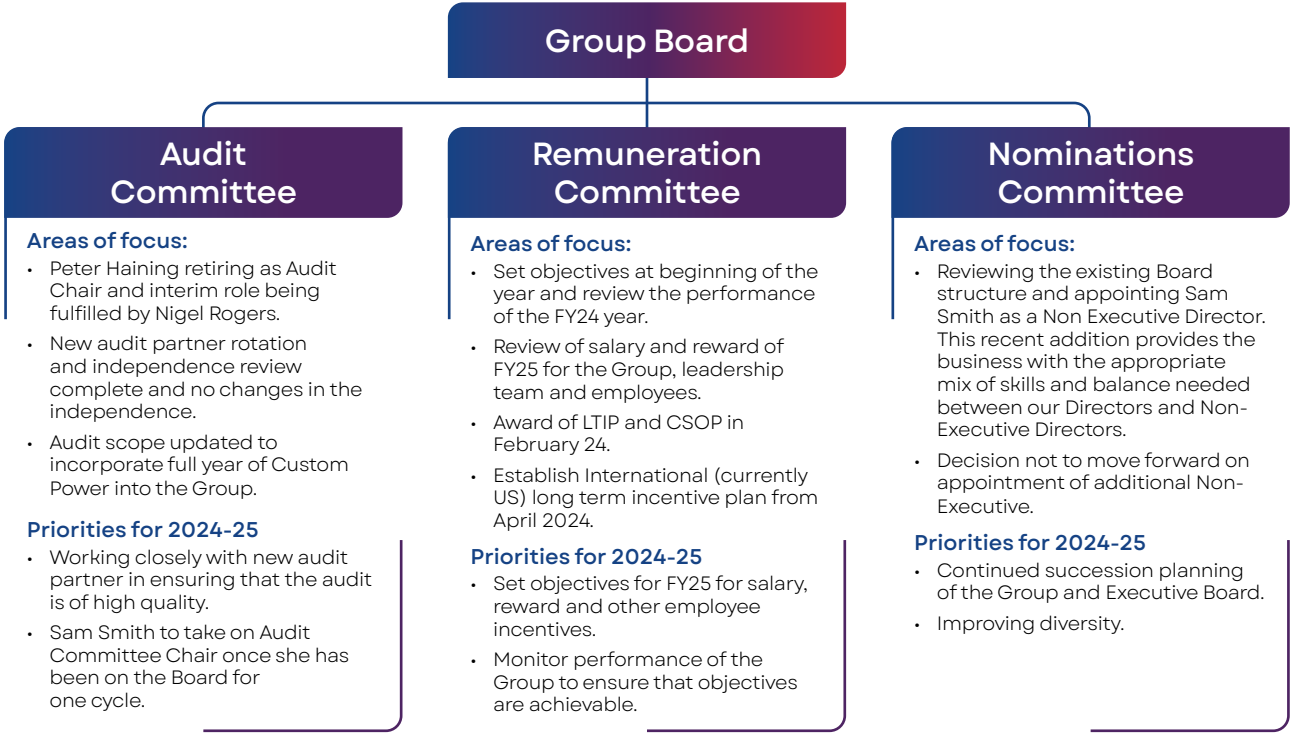 Group Board
Audit
Committee
Areas of focus:
• Peter Haining retiring as Audit
Chair and interim role being
fulfilled by Nigel Rogers.
• New audit partner rotation
and independence review
complete and no changes in the
independence.
• Audit scope updated to
incorporate full year of Custom
Power into the Group.
Priorities for 2024-25
• Working closely with new audit
partner in ensuring that the audit
is of high quality.
• Sam Smith to take on Audit
Committee Chair once she has
been on the Board for
one cycle.
Remuneration
Committee
Areas of focus:
• Set objectives at beginning of the
year and review the performance
of the FY24 year.
• Review of salary and reward of
FY25 for the Group, leadership
team and employees.
• Award of LTIP and CSOP in
February 24.
• Establish International (currently
US) long term incentive plan from
April 2024.
Priorities for 2024-25
• Set objectives for FY25 for salary,
reward and other employee
incentives.
• Monitor performance of the
Group to ensure that objectives
are achievable.
Nominations
Committee
Areas of focus:
• Reviewing the existing Board
structure and appointing Sam
Smith as a Non Executive Director.
This recent addition provides the
business with the appropriate
mix of skills and balance needed
between our Directors and Non-
Executive Directors.
• Decision not to move forward on
appointment of additional Non-
Executive.
Priorities for 2024-25
• Continued succession planning
of the Group and Executive Board.
• Improving diversity.